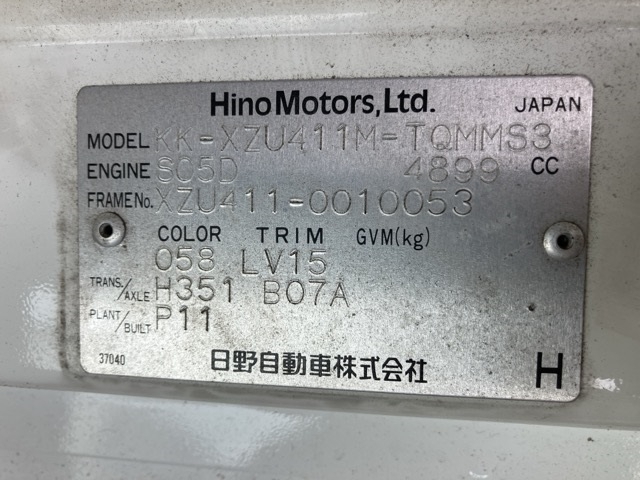 Hino Motors, Ltd. JAPAN
MODEL KK-XZU411M-TQMMS3
ENGINE S05D 4899 CC
FRAME No. XZU411-0010053
COLOR TRIM GVM(kg)
058 LV15
TRANS./AXLE H351 B07A
PLANT/BUILT P11
37040 日野自動車株式会社 H